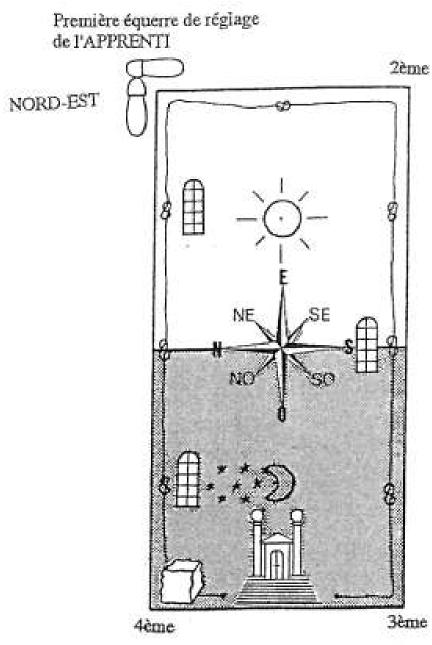 Première équerre de réglage
de l'APPRENTI
2ème
NORD-EST
E
NE
SE
N
S
NO
SO
O
4ème
3ème